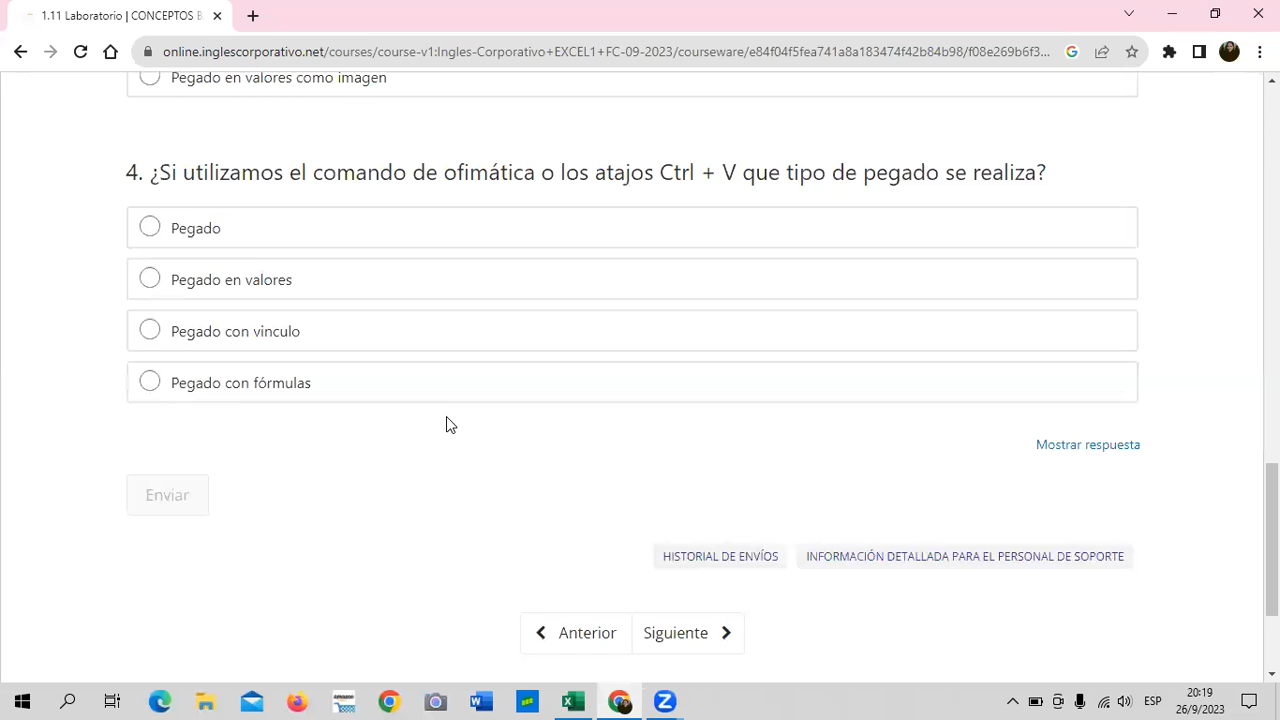 1.11 Laboratorio | CONCEPTOS B
online.inglescorporativo.net/courses/course-v1:Ingles-Corporativo+EXCEL1+FC-09-2023/courseware/e84f04f5fea741a8a183474f42b84b98/f08e269b6f3...
Pegado en valores como imagen
4. ¿Si utilizamos el comando de ofimática o los atajos Ctrl + V que tipo de pegado se realiza?
Pegado
Pegado en valores
Pegado con vinculo
Pegado con fórmulas
Mostrar respuesta
Enviar
HISTORIAL DE ENVÍOS INFORMACIÓN DETALLADA PARA EL PERSONAL DE SOPORTE
Anterior Siguiente
ESP
20:19
26/9/2023